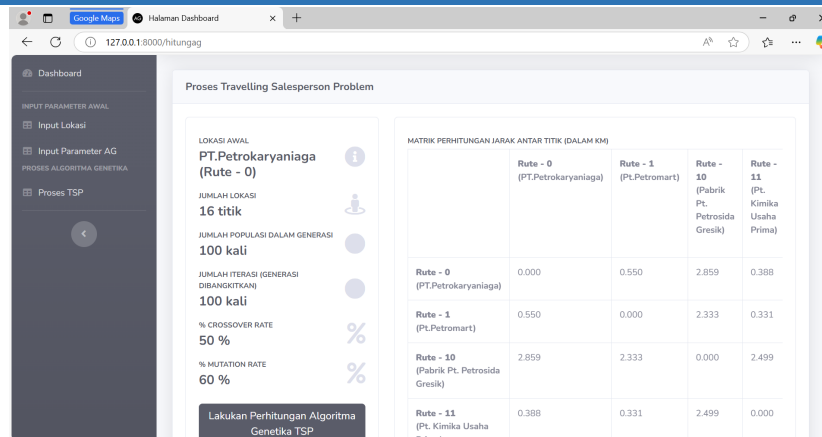 Google Maps
AG
Halaman Dashboard
127.0.0.1:8000/hitungag
Dashboard
INPUT PARAMETER AWAL
Input Lokasi
Input Parameter AG
PROSES ALGORITMA GENETIKA
Proses TSP
Proses Travelling Salesperson Problem
LOKASI AWAL
PT.Petrokaryaniaga
(Rute - 0)
JUMLAH LOKASI
16 titik
JUMLAH POPULASI DALAM GENERASI
100 kali
JUMLAH ITERASI (GENERASI
DIBANGKITKAN)
100 kali
% CROSSOVER RATE
50 %
% MUTATION RATE
60 %
Lakukan Perhitungan Algoritma
Genetika TSP
MATRIK PERHITUNGAN JARAK ANTAR TITIK (DALAM KM)
Rute - 0
(PT.Petrokaryaniaga)
Rute - 1
(Pt.Petromart)
Rute -
10
(Pabrik
Pt.
Petrosida
Gresik)
Rute -
11
(Pt.
Kimika
Usaha
Prima)
Rute - 0
(PT.Petrokaryaniaga)
0.000 0.550 2.859 0.388
Rute - 1
(Pt.Petromart)
0.550 0.000 2.333 0.331
Rute - 10
(Pabrik Pt. Petrosida
Gresik)
2.859 2.333 0.000 2.499
Rute - 11
(Pt. Kimika Usaha
0.388 0.331 2.499 0.000